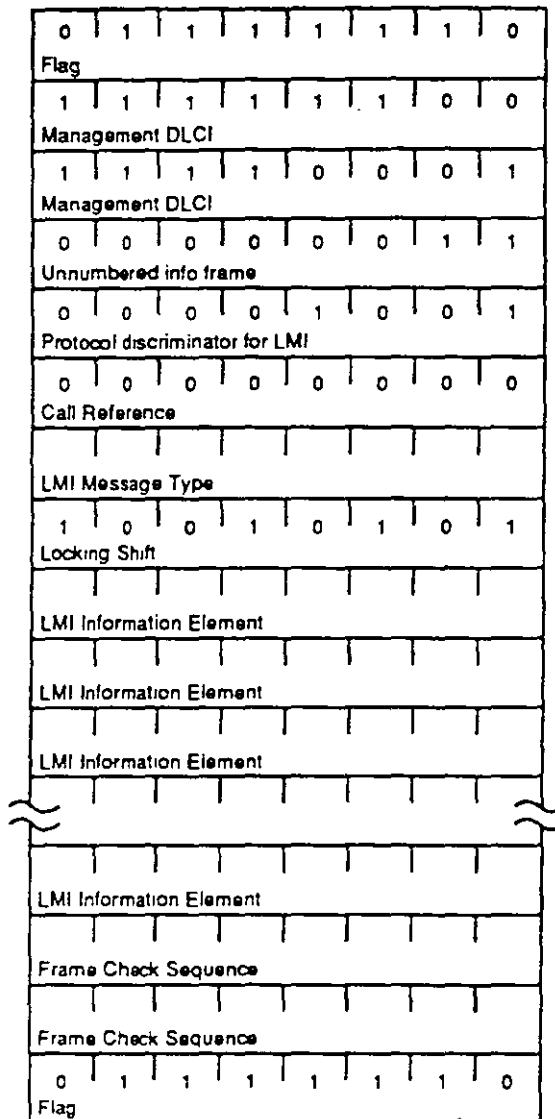 0 1 1 1 1 1 1 0
Flag
1 1 1 1 1 1 0 0
Management DLCI
1 1 1 1 0 0 0 1
Management DLCI
0 0 0 0 0 0 1 1
Unnumbered info frame
0 0 0 0 1 0 0 1
Protocol discriminator for LMI
0 0 0 0 0 0 0 0
Call Reference
LMI Message Type
1 0 0 1 0 1 0 1
Locking Shift
LMI Information Element
LMI Information Element
LMI Information Element
LMI Information Element
Frame Check Sequence
Frame Check Sequence
0 1 1 1 1 1 1 0
Flag